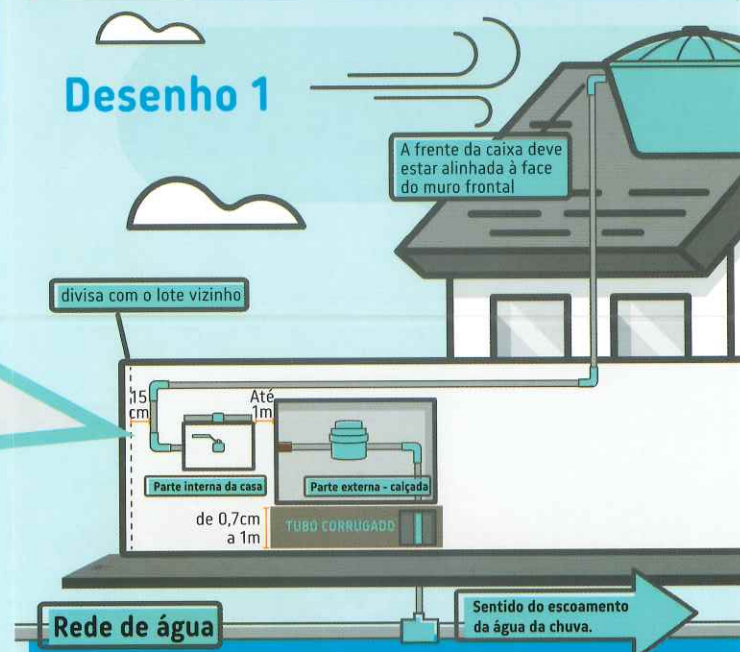 Desenho 1
A frente da caixa deve
estar alinhada à face
do muro frontal
divisa com o lote vizinho
15
cm
Até
1m
Parte interna da casa
Parte externa - calçada
de 0,7cm
a 1m
TUBO CORRUGADO
Rede de água
Sentido do escoamento
da água da chuva.